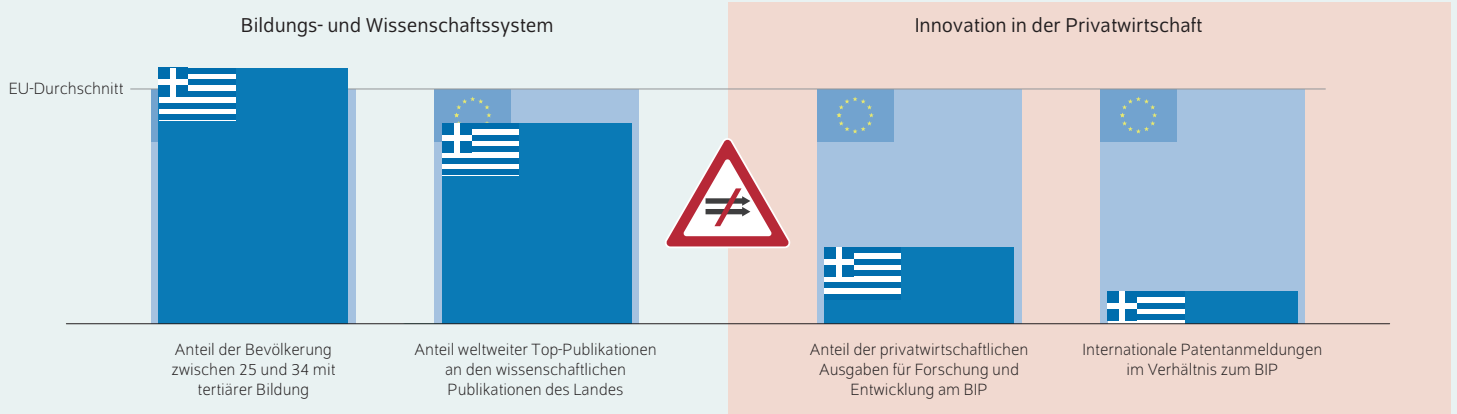 Bildungs- und Wissenschaftssystem
Innovation in der Privatwirtschaft
EU-Durchschnitt
Anteil der Bevölkerung
zwischen 25 und 34 mit
tertiärer Bildung
Anteil weltweiter Top-Publikationen
an den wissenschaftlichen
Publikationen des Landes
Anteil der privatwirtschaftlichen
Ausgaben für Forschung und
Entwicklung am BIP
Internationale Patentanmeldungen
im Verhältnis zum BIP